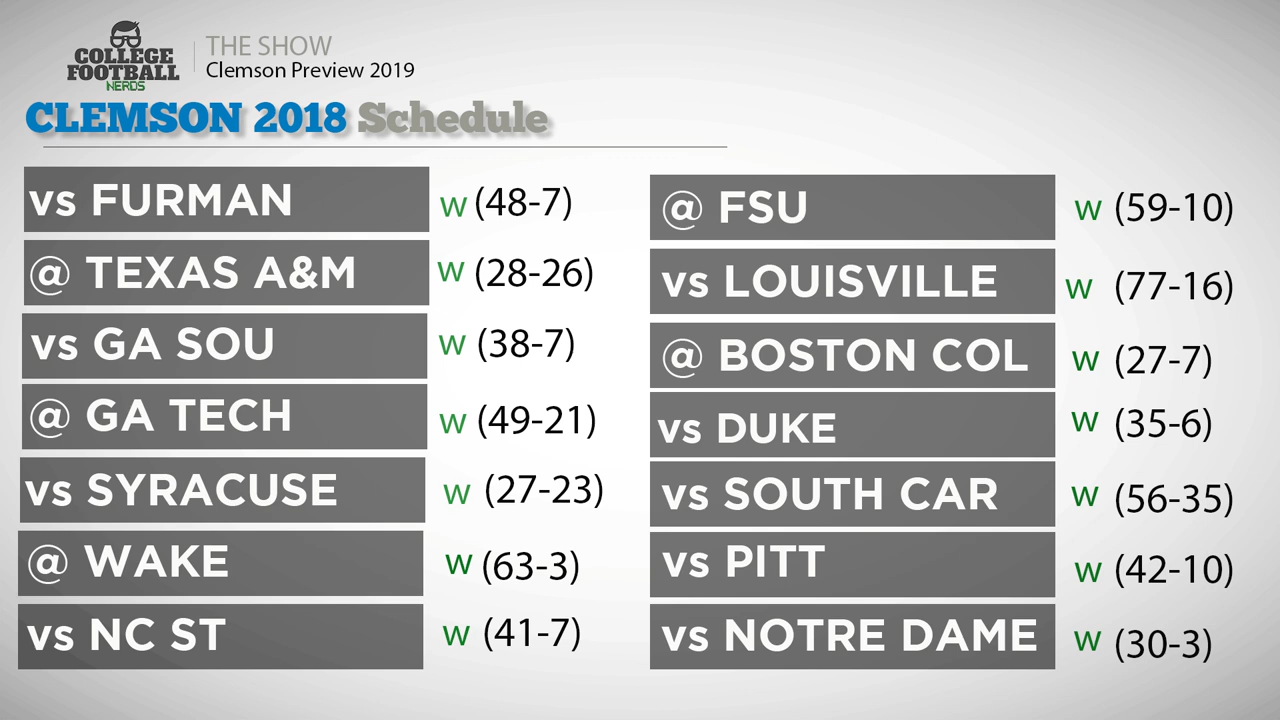 COLLEGE
FOOTBALL
NERDS
THE SHOW
Clemson Preview 2019
CLEMSON 2018 Schedule
vs FURMAN W (48-7)
@ TEXAS A&M W (28-26)
vs GA SOU W (38-7)
@ GA TECH W (49-21)
vs SYRACUSE W (27-23)
@ WAKE W (63-3)
vs NC ST W (41-7)
@ FSU W (59-10)
vs LOUISVILLE W (77-16)
@ BOSTON COL W (27-7)
vs DUKE W (35-6)
vs SOUTH CAR W (56-35)
vs PITT W (42-10)
vs NOTRE DAME W (30-3)